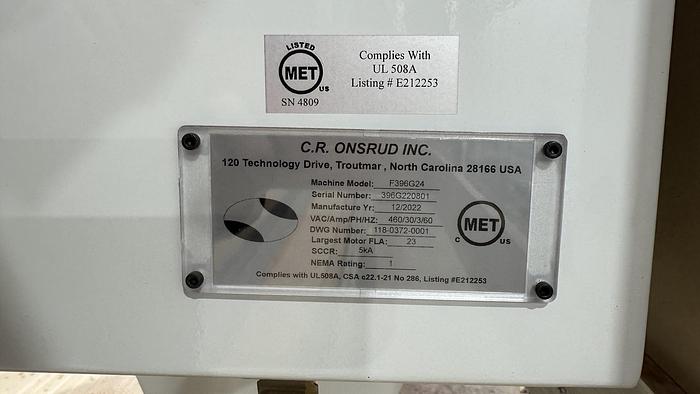 LISTED
MET
US
SN 4809
Complies With
UL 508A
Listing # E212253
C.R. ONSRUD INC.
120 Technology Drive, Troutmar , North Carolina 28166 USA
Machine Model: F396G24
Serial Number: 396G220801
Manufacture Yr: 12/2022
VAC/Amp/PH/HZ: 460/30/3/60
DWG Number: 118-0372-0001
Largest Motor FLA: 23
SCCR: 5kA
NEMA Rating: 1
MET
C US
Complies with UL508A, CSA c22.1-21 No 286, Listing #E212253